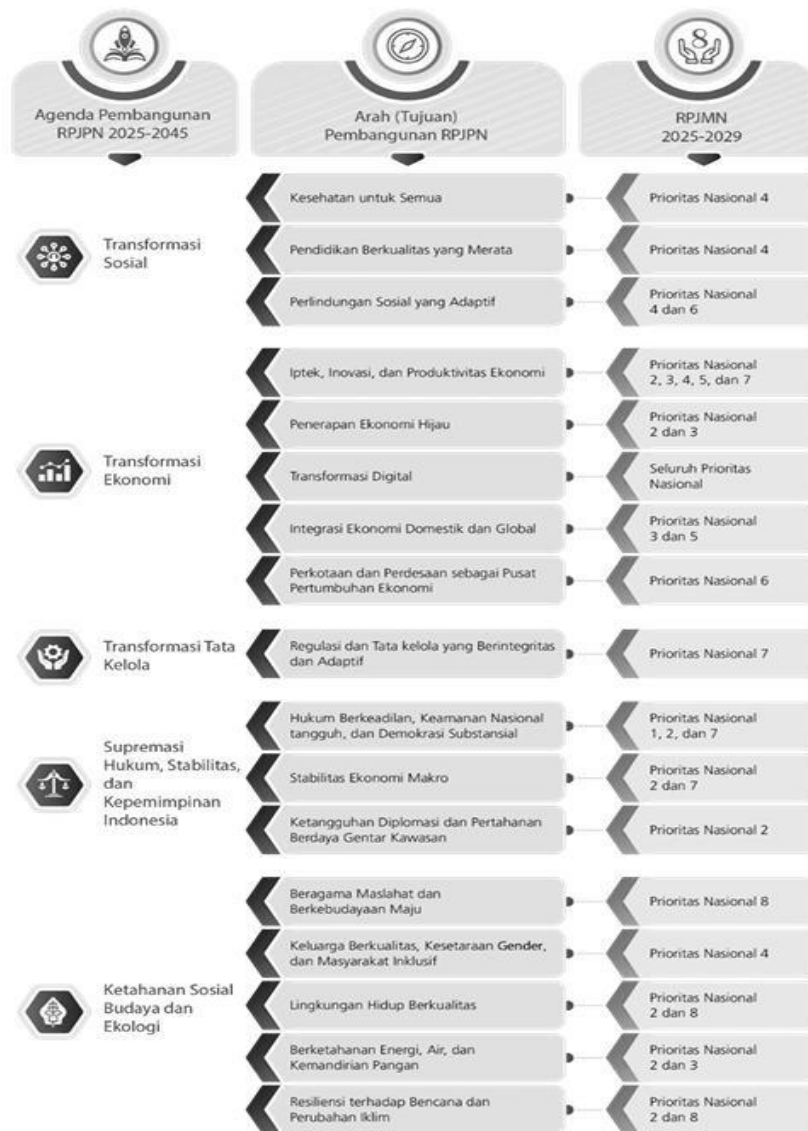 8
Agenda Pembangunan
RPJPN 2025-2045
Arah (Tujuan)
Pembangunan RPJPN
RPJMN
2025-2029
Transformasi
Sosial
Kesehatan untuk Semua
Prioritas Nasional 4
Pendidikan Berkualitas yang Merata
Prioritas Nasional 4
Perlindungan Sosial yang Adaptif
Prioritas Nasional
4 dan 6
Transformasi
Ekonomi
Iptek, Inovasi, dan Produktivitas Ekonomi
Prioritas Nasional
2, 3, 4, 5, dan 7
Penerapan Ekonomi Hijau
Prioritas Nasional
2 dan 3
Transformasi Digital
Seluruh Prioritas
Nasional
Integrasi Ekonomi Domestik dan Global
Prioritas Nasional
3 dan 5
Perkotaan dan Perdesaan sebagai Pusat
Pertumbuhan Ekonomi
Prioritas Nasional 6
Transformasi Tata
Kelola
Regulasi dan Tata kelola yang Berintegritas
dan Adaptif
Prioritas Nasional 7
Supremasi
Hukum, Stabilitas,
dan
Kepemimpinan
Indonesia
Hukum Berkeadilan, Keamanan Nasional
tangguh, dan Demokrasi Substansial
Prioritas Nasional
1, 2, dan 7
Stabilitas Ekonomi Makro
Prioritas Nasional
2 dan 7
Ketangguhan Diplomasi dan Pertahanan
Berdaya Gentar Kawasan
Prioritas Nasional 2
Ketahanan Sosial
Budaya dan
Ekologi
Beragama Maslahat dan
Berkebudayaan Maju
Prioritas Nasional 8
Keluarga Berkualitas, Kesetaraan Gender,
dan Masyarakat Inklusif
Prioritas Nasional 4
Lingkungan Hidup Berkualitas
Prioritas Nasional
2 dan 8
Berketahanan Energi, Air, dan
Kemandirian Pangan
Prioritas Nasional
2 dan 3
Resiliensi terhadap Bencana dan
Perubahan Iklim
Prioritas Nasional
2 dan 8